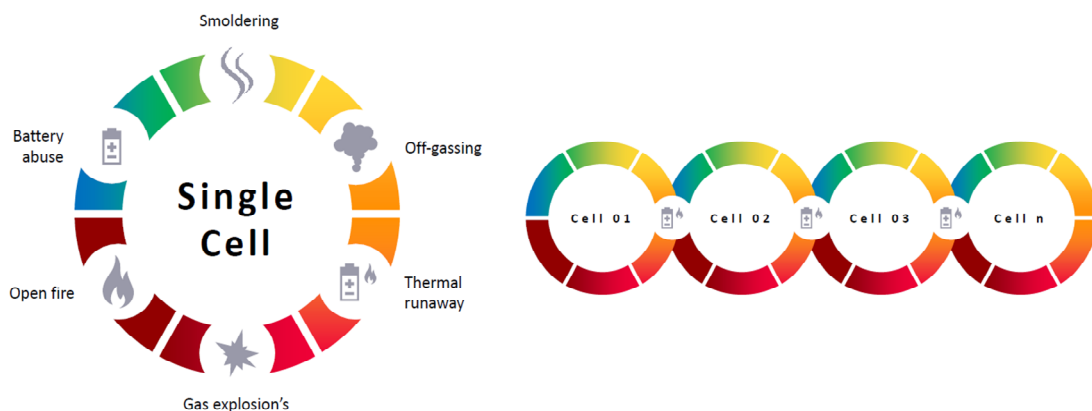 Smoldering
Battery
abuse
Off-gassing
Single
Cell
Open fire
Thermal
runaway
Gas explosion's
Cell 01
Cell 02
Cell 03
Cell n